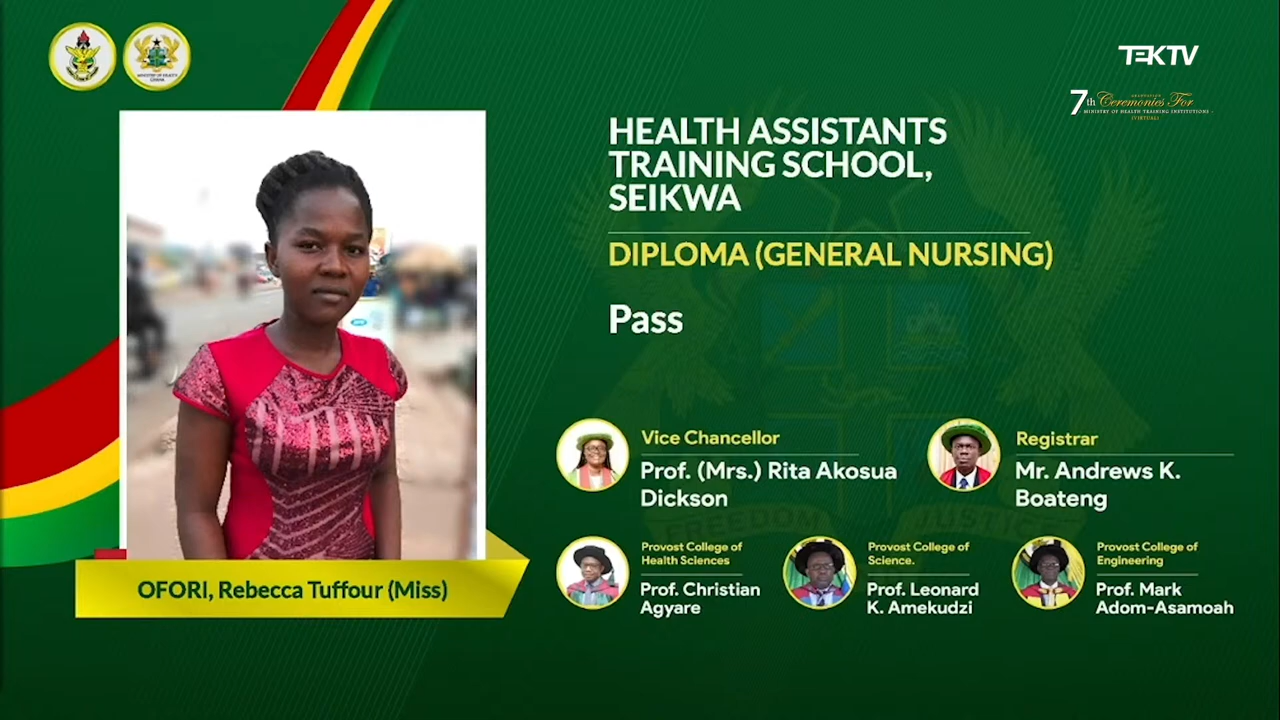 TEKTV
7th Ceremonies For
MINISTRY OF HEALTH TRAINING INSTITUTIONS
(VIRTUAL)
HEALTH ASSISTANTS
TRAINING SCHOOL,
SEIKWA
DIPLOMA (GENERAL NURSING)
Pass
Vice Chancellor
Prof. (Mrs.) Rita Akosua
Dickson
Registrar
Mr. Andrews K.
Boateng
FREEDOM JUSTICE
Provost College of
Health Sciences
Prof. Christian
Agyare
Provost College of
Science.
Prof. Leonard
K. Amekudzi
Provost College of
Engineering
Prof. Mark
Adom-Asamoah
OFORI, Rebecca Tuffour (Miss)